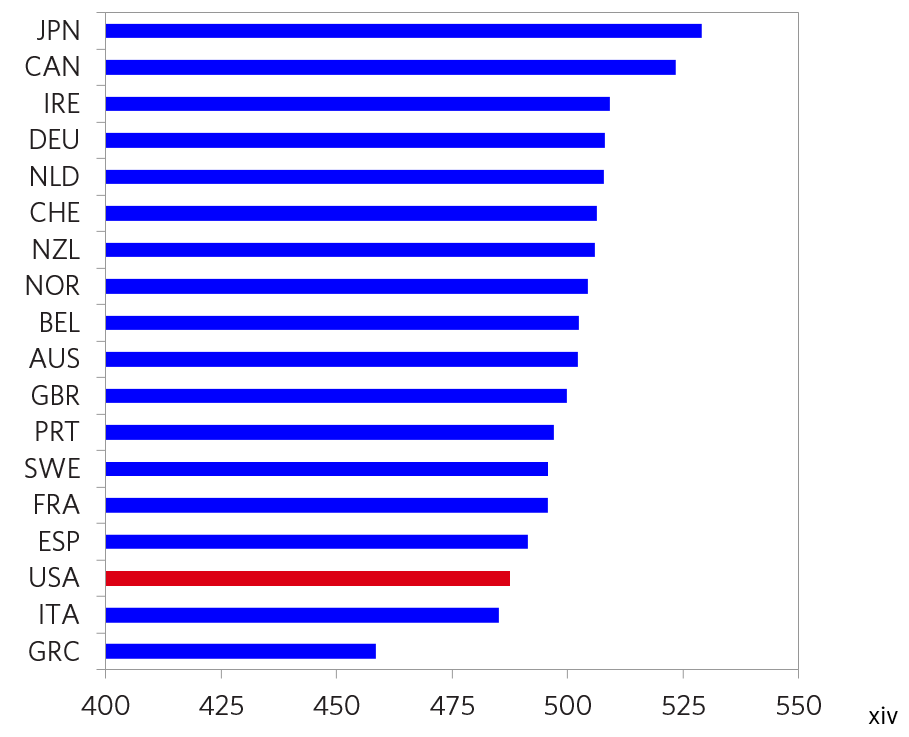 JPN
CAN
IRE
DEU
NLD
CHE
NZL
NOR
BEL
AUS
GBR
PRT
SWE
FRA
ESP
USA
ITA
GRC
400 425 450 475 500 525 550
xiv